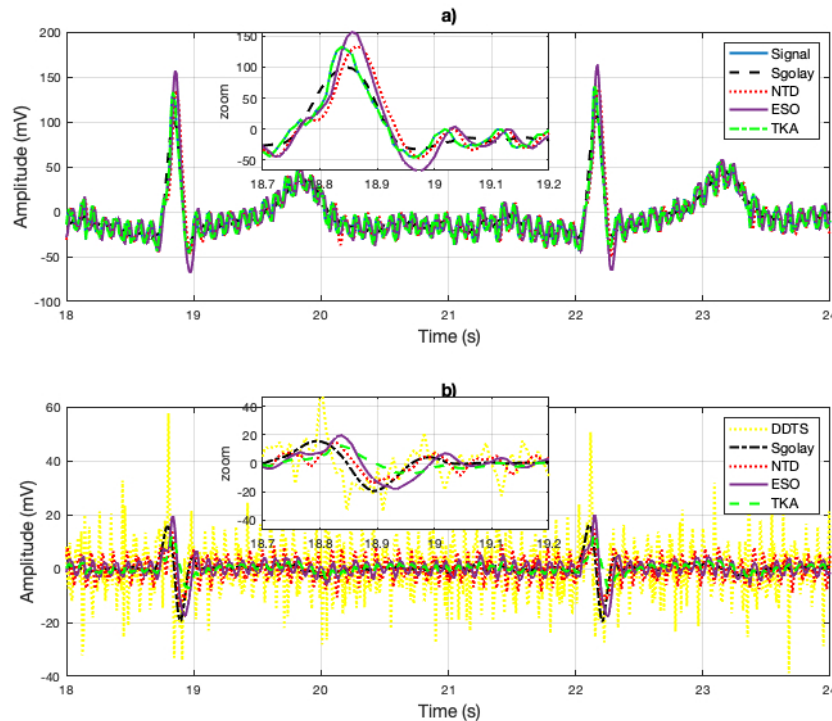 a)
200
150
100
50
0
-50
-100
Amplitude (mV)
150
100
50
0
-50
zoom
18.7 18.8 18.9 19 19.1 19.2
Signal
Sgolay
NTD
ESO
TKA
18 19 20 21 22 23 24
Time (s)
b)
60
40
20
0
-20
-40
Amplitude (mV)
40
20
0
-20
-40
zoom
18.7 18.8 18.9 19 19.1 19.2
DDTS
Sgolay
NTD
ESO
TKA
18 19 20 21 22 23 24
Time (s)